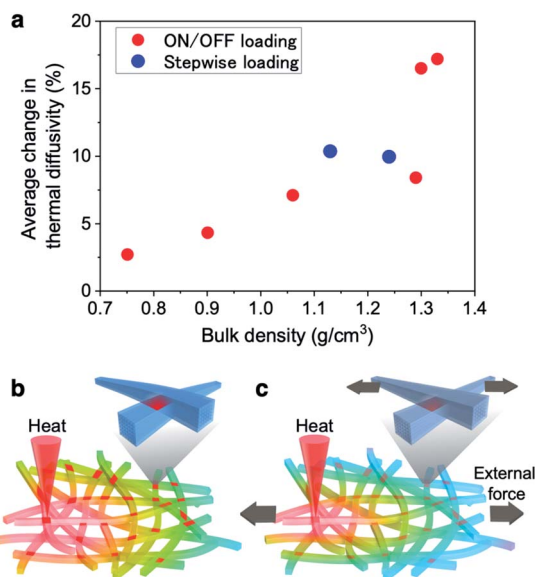 a
20
15
10
5
0
ON/OFF loading
Stepwise loading
Average change in
thermal diffusivity (%)
0.7 0.8 0.9 1.0 1.1 1.2 1.3 1.4
Bulk density (g/cm³)
b
Heat
c
Heat
External
force